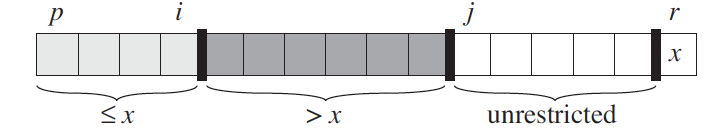 p i j r
x
≤ x > x unrestricted